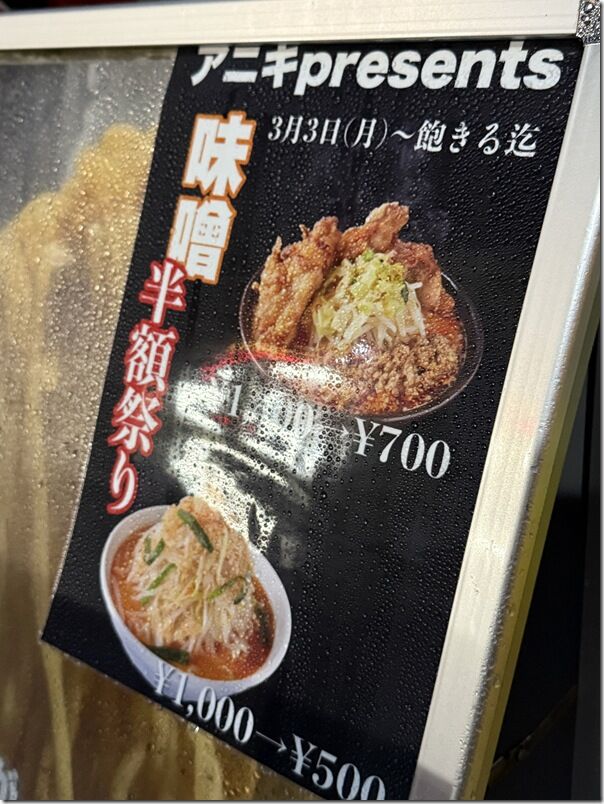 アニキpresents
3月3日(月)～飽きる迄
味噌
半額祭り
→¥700
¥1,000→¥500